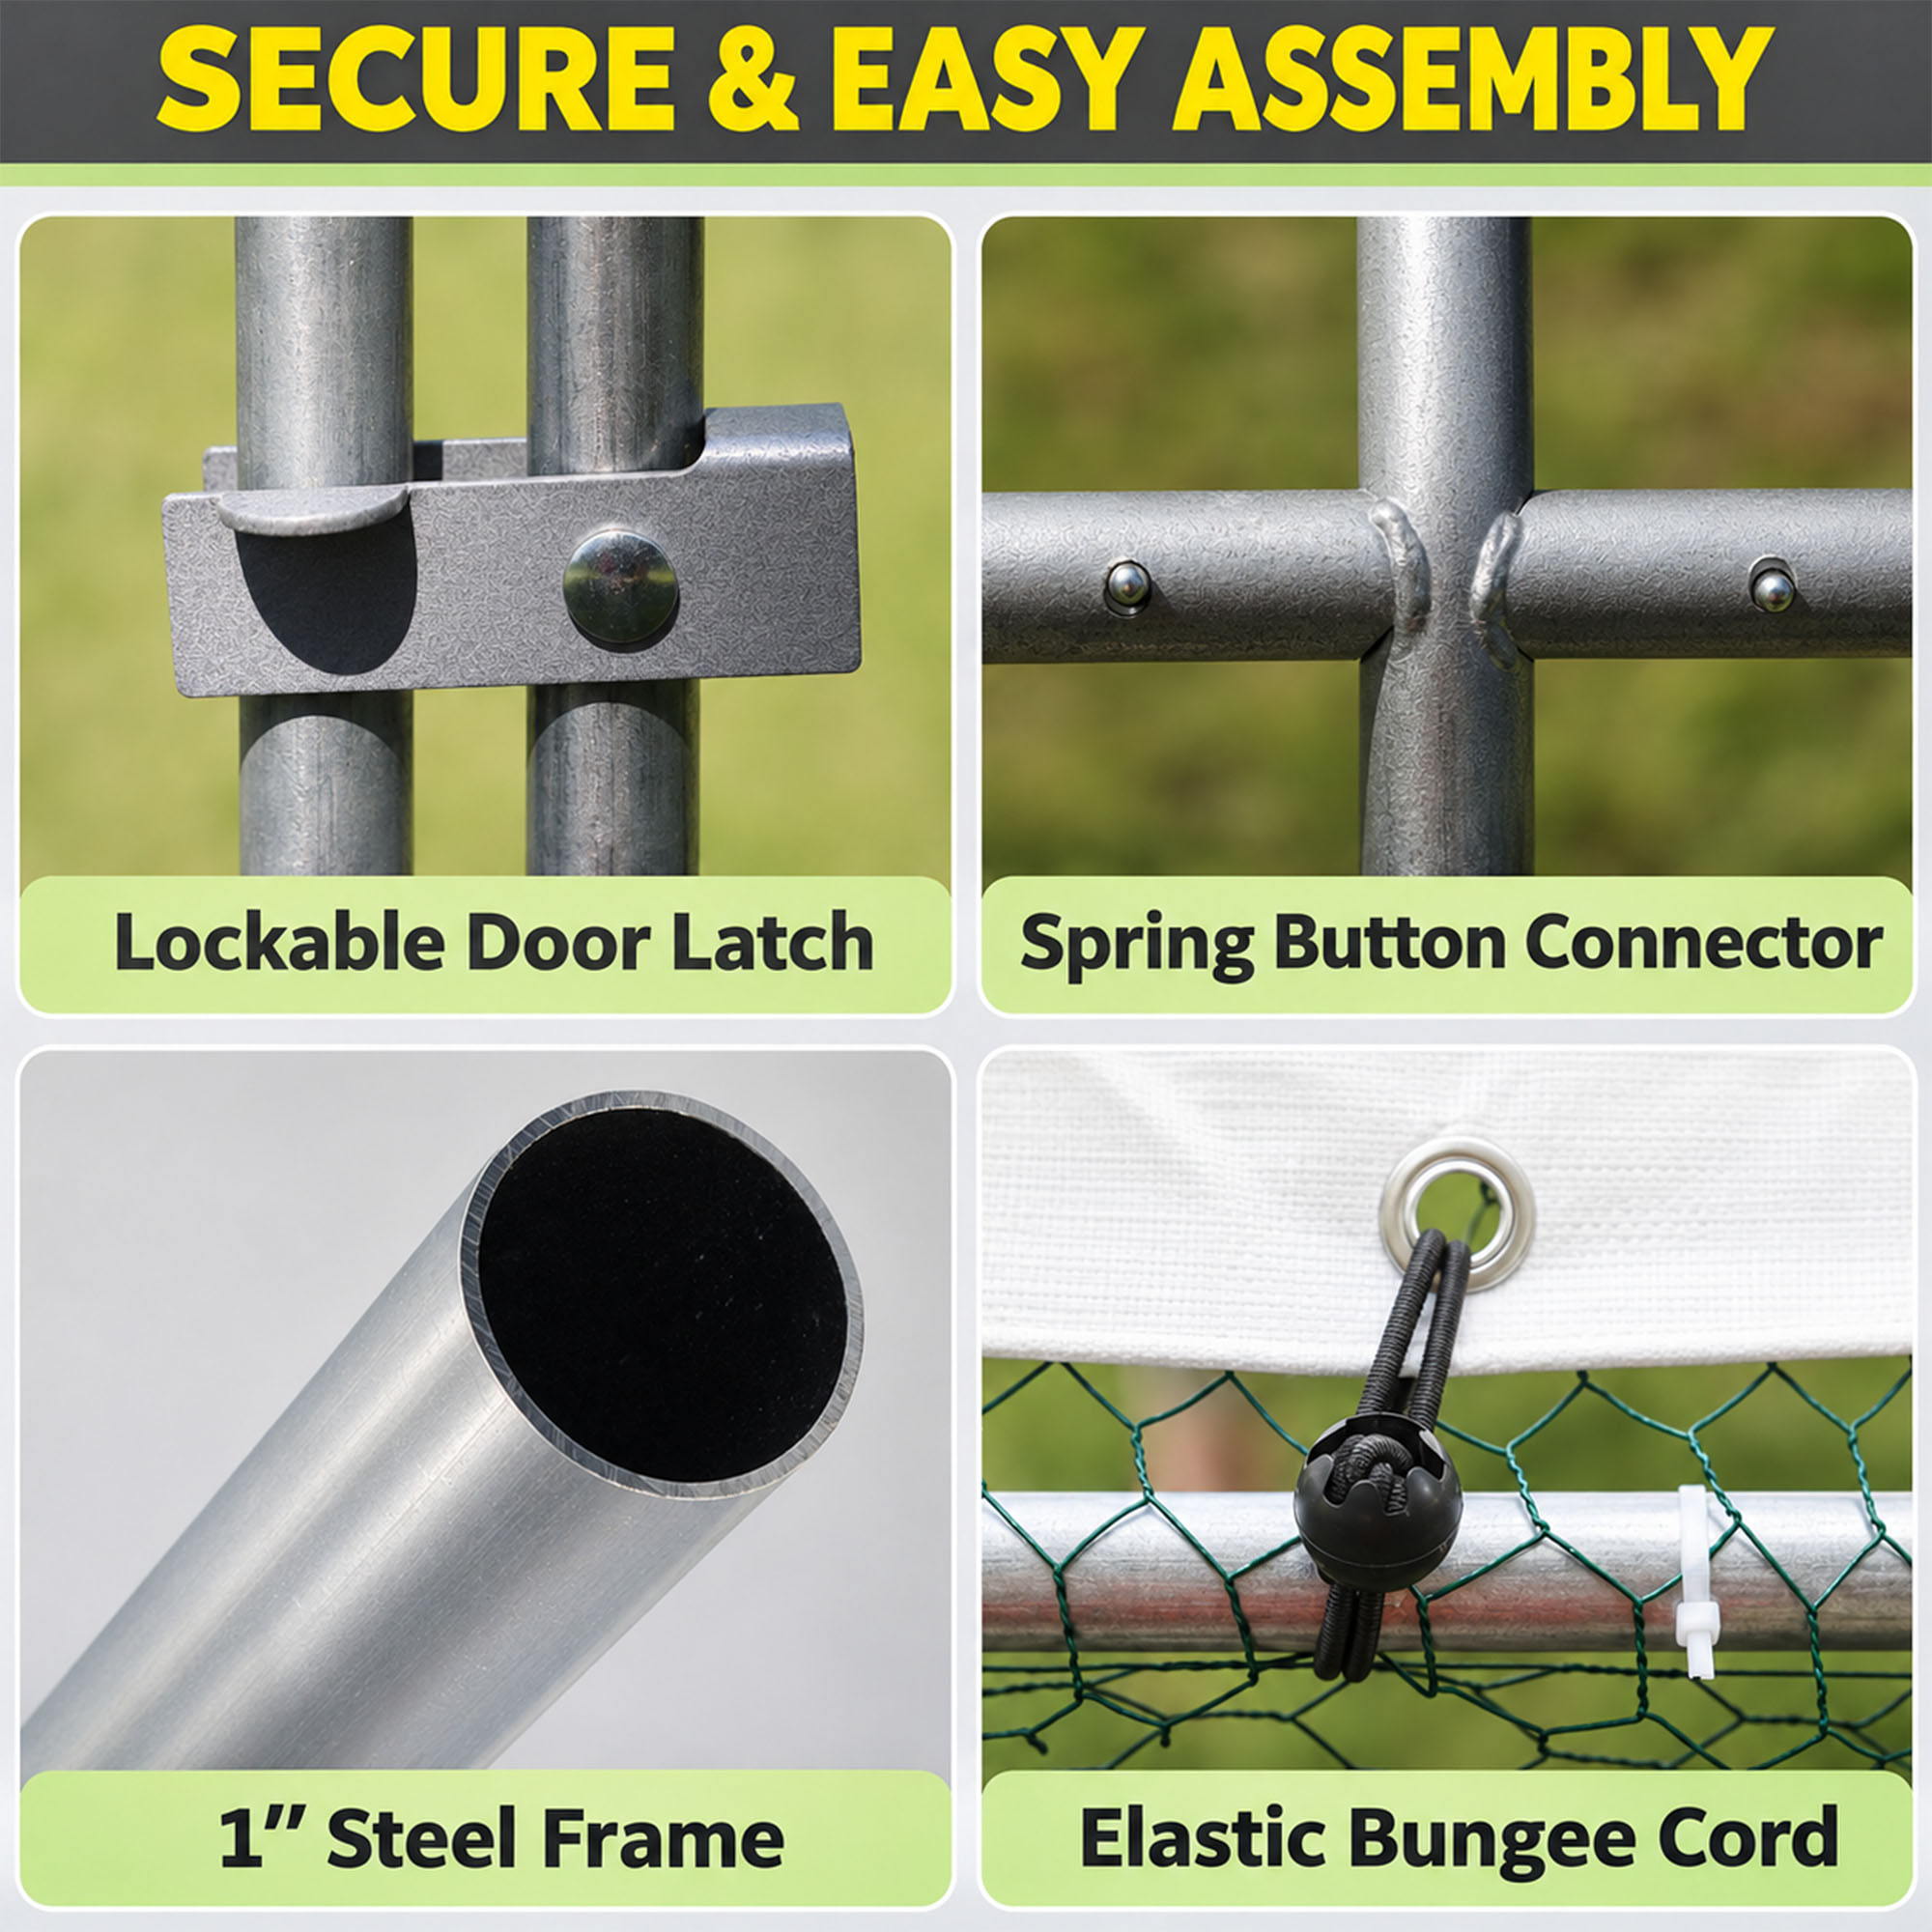 SECURE & EASY ASSEMBLY
Lockable Door Latch
Spring Button Connector
1” Steel Frame
Elastic Bungee Cord